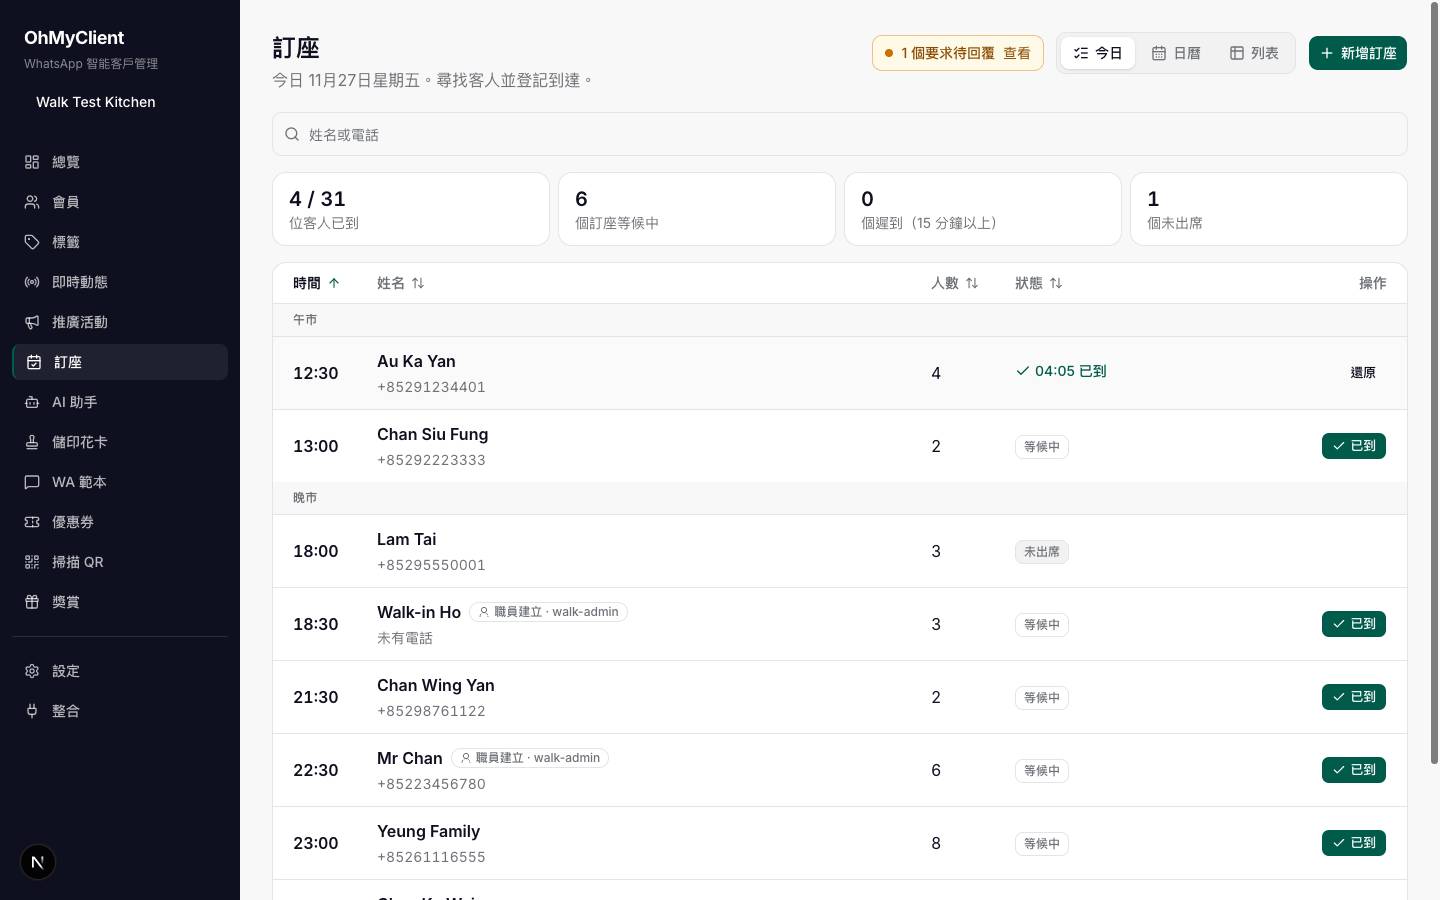 OhMyClient
WhatsApp 智能客戶管理
Walk Test Kitchen
總覽
會員
標籤
即時動態
推廣活動
訂座
AI 助手
儲印花卡
WA 範本
優惠券
掃描 QR
獎賞
設定
整合
N
訂座
今日 11月27日星期五。尋找客人並登記到達。
1 個要求待回覆 查看
今日
日曆
列表
新增訂座
姓名或電話
4 / 31
位客人已到
6
個訂座等候中
0
個遲到（15 分鐘以上）
1
個未出席
時間 姓名 人數 狀態 操作
午市
12:30 Au Ka Yan 4 04:05 已到 還原
+85291234401
13:00 Chan Siu Fung 2 等候中 已到
+85292223333
晚市
18:00 Lam Tai 3 未出席
+85295550001
18:30 Walk-in Ho 職員建立 · walk-admin 3 等候中 已到
未有電話
21:30 Chan Wing Yan 2 等候中 已到
+85298761122
22:30 Mr Chan 職員建立 · walk-admin 6 等候中 已到
+85223456780
23:00 Yeung Family 8 等候中 已到
+85261116555